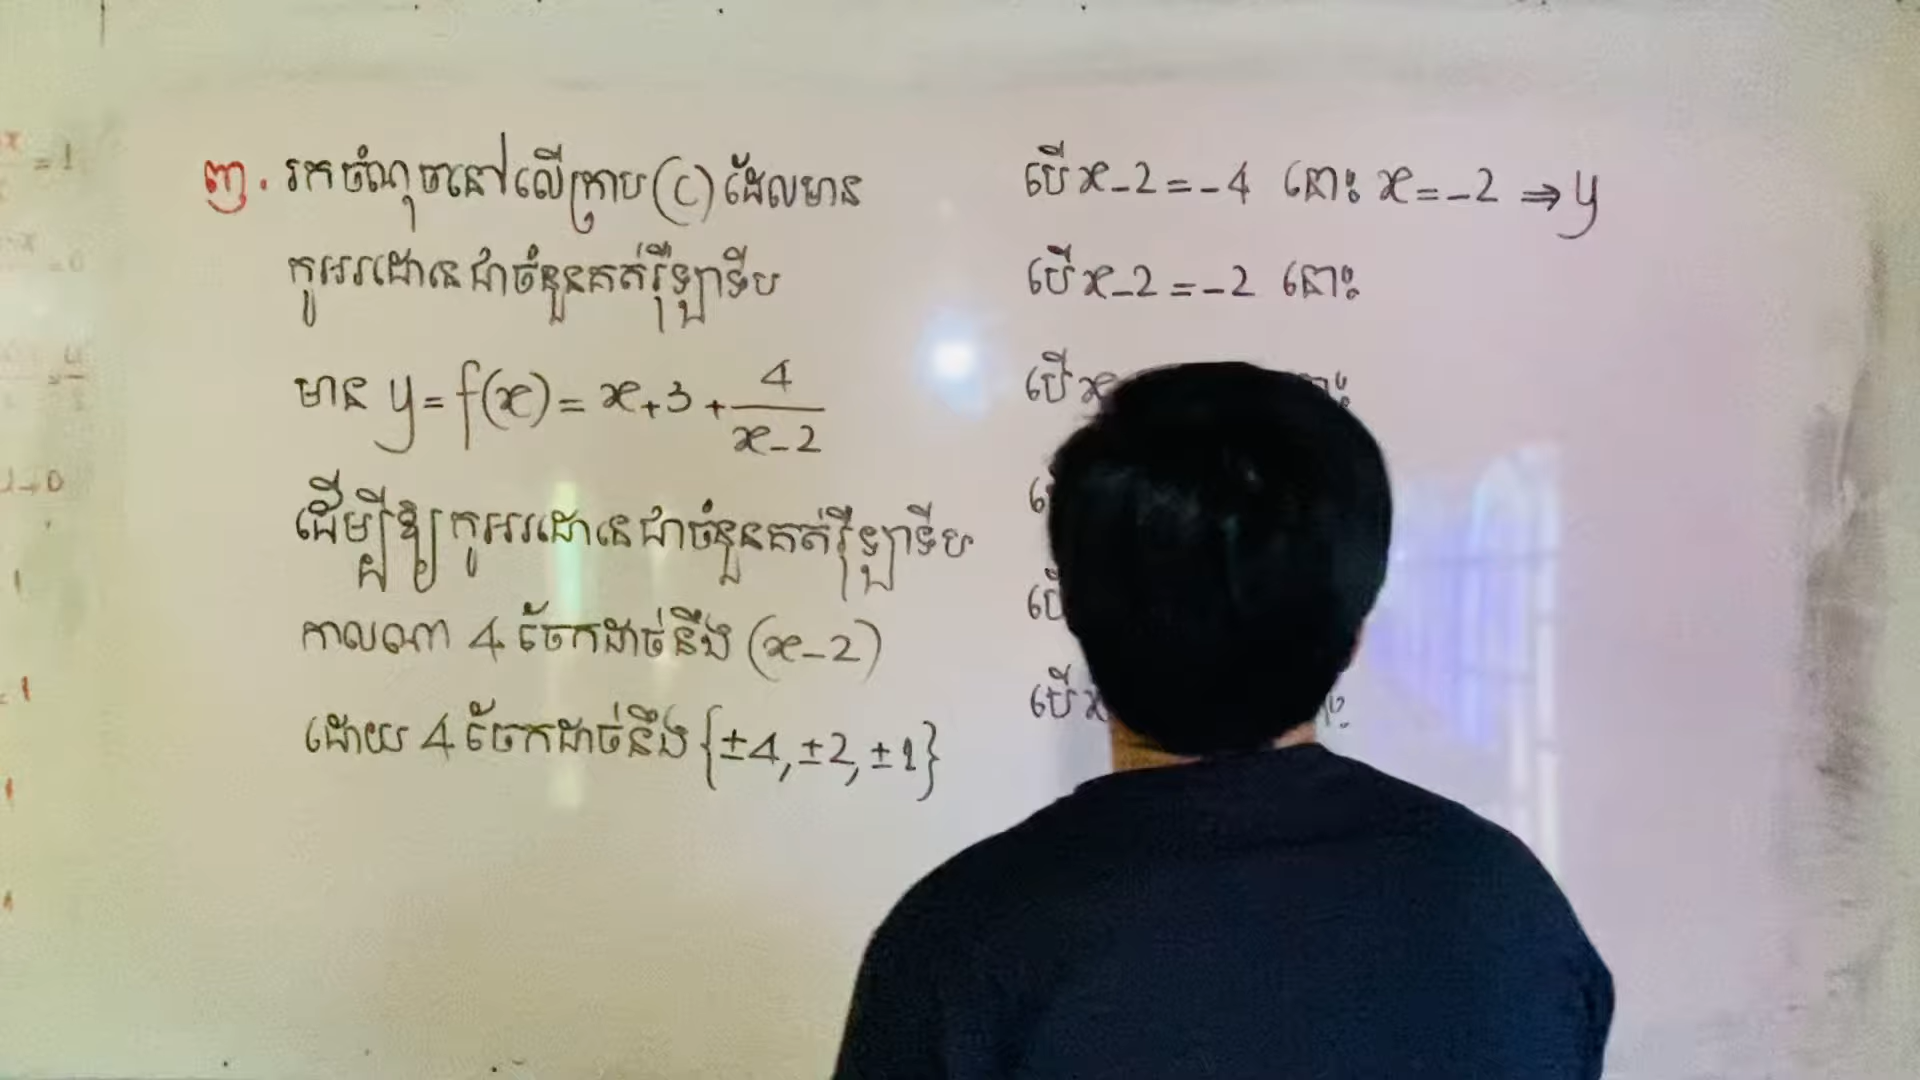 ញ. រកចំណុចនៅលើក្រាប (C) ដែលមាន
កូអរដោនេជាចំនួនគត់រ៉ឺឡាទីប
មាន y = f(x) = x + 3 + 4/(x - 2)
ដើម្បីឱ្យកូអរដោនេជាចំនួនគត់រ៉ឺឡាទីប
កាលណា 4 ចែកដាច់នឹង (x - 2)
ដោយ 4 ចែកដាច់នឹង {±4, ±2, ±1}
បើ x - 2 = -4 នោះ x = -2 ⇒ y
បើ x - 2 = -2 នោះ
បើ x
បើ x